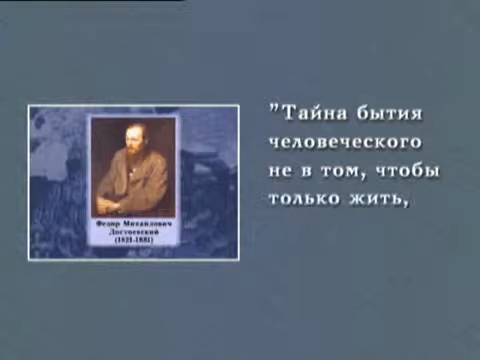 "Тайна бытия
человеческого
не в том, чтобы
только жить,
Федор Михайлович
Достоевский
(1821-1881)